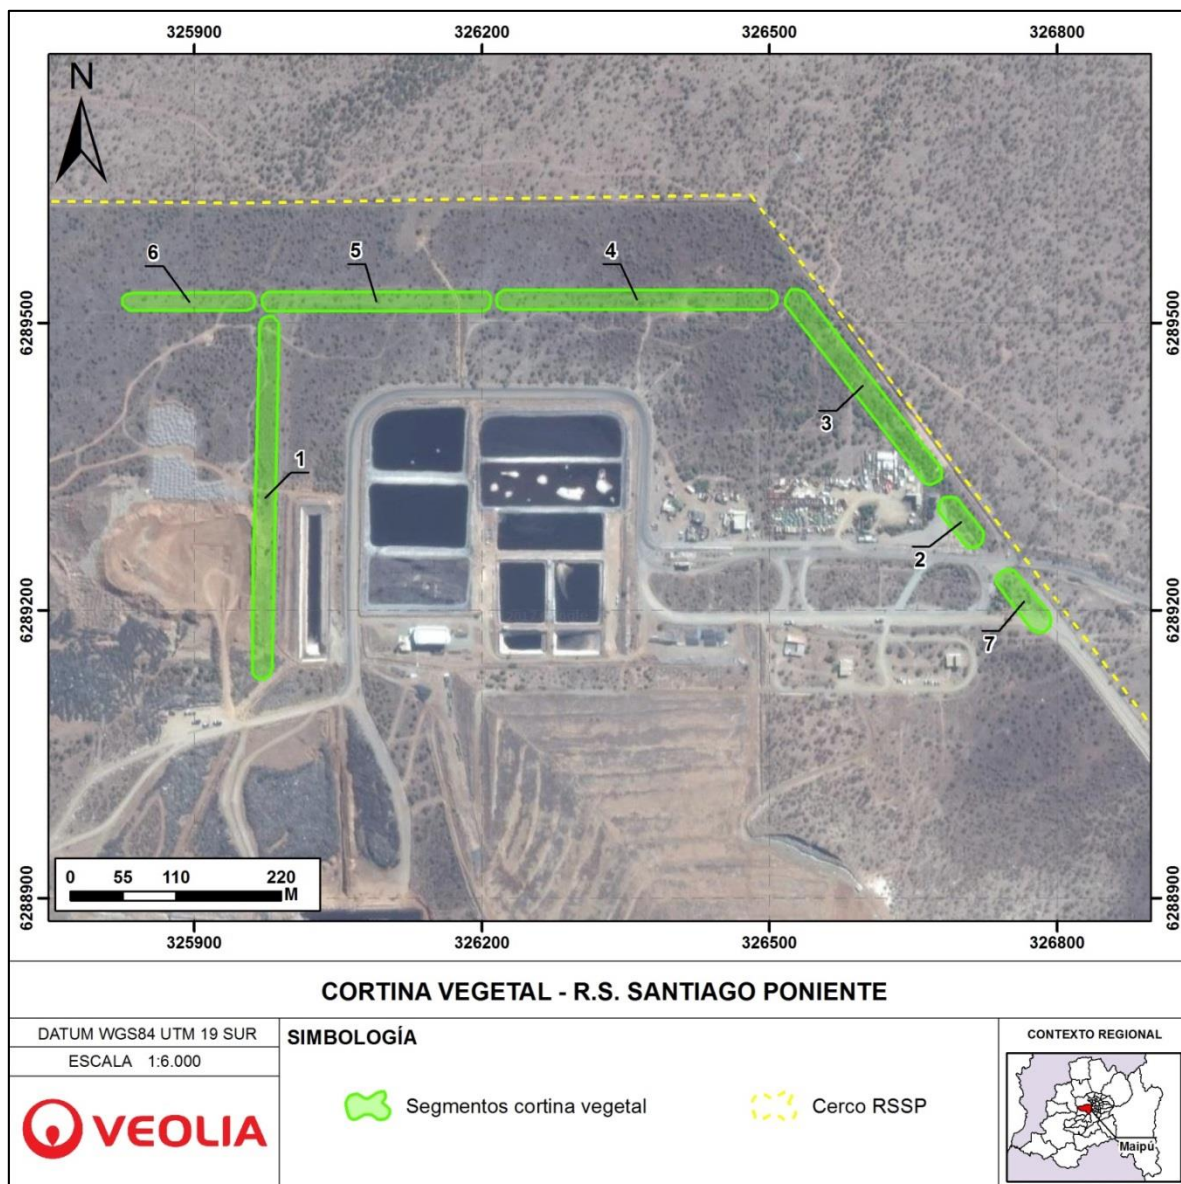 325900 326200 326500 326800
N
6
5
4
6289500 6289500
3
1
2
6289200 6289200
7
0 55 110 220
M
6288900 6288900
325900 326200 326500 326800
CORTINA VEGETAL - R.S. SANTIAGO PONIENTE
DATUM WGS84 UTM 19 SUR
ESCALA 1:6.000
VEOLIA
SIMBOLOGÍA
Segmentos cortina vegetal
Cerco RSSP
CONTEXTO REGIONAL
Maipú